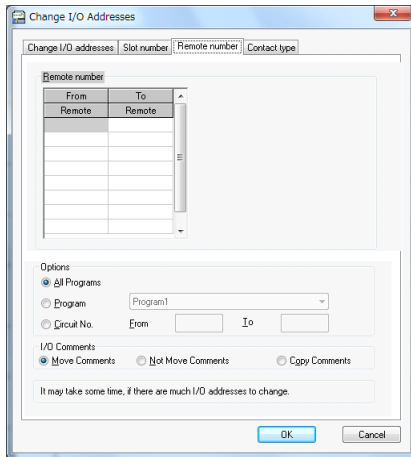 Change I/O Addresses
Change I/O addresses Slot number Remote number Contact type
Remote number
From To
Remote Remote
Options
All Programs
Program Program1
Circuit No. From To
I/O Comments
Move Comments Not Move Comments Copy Comments
It may take some time, if there are much I/O addresses to change.
OK Cancel